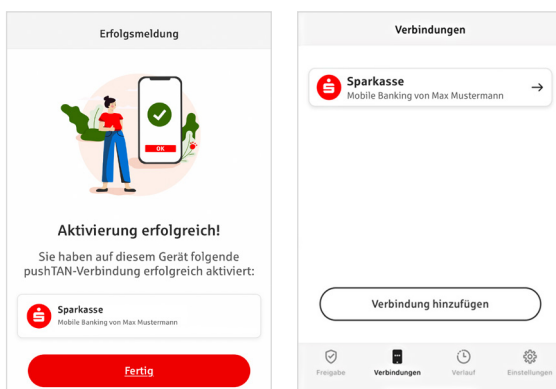 Erfolgsmeldung
OK
Aktivierung erfolgreich!
Sie haben auf diesem Gerät folgende
pushTAN-Verbindung erfolgreich aktiviert:
Sparkasse
Mobile Banking von Max Mustermann
Fertig
Verbindungen
Sparkasse
Mobile Banking von Max Mustermann
Verbindung hinzufügen
Freigabe
Verbindungen
Verlauf
Einstellungen